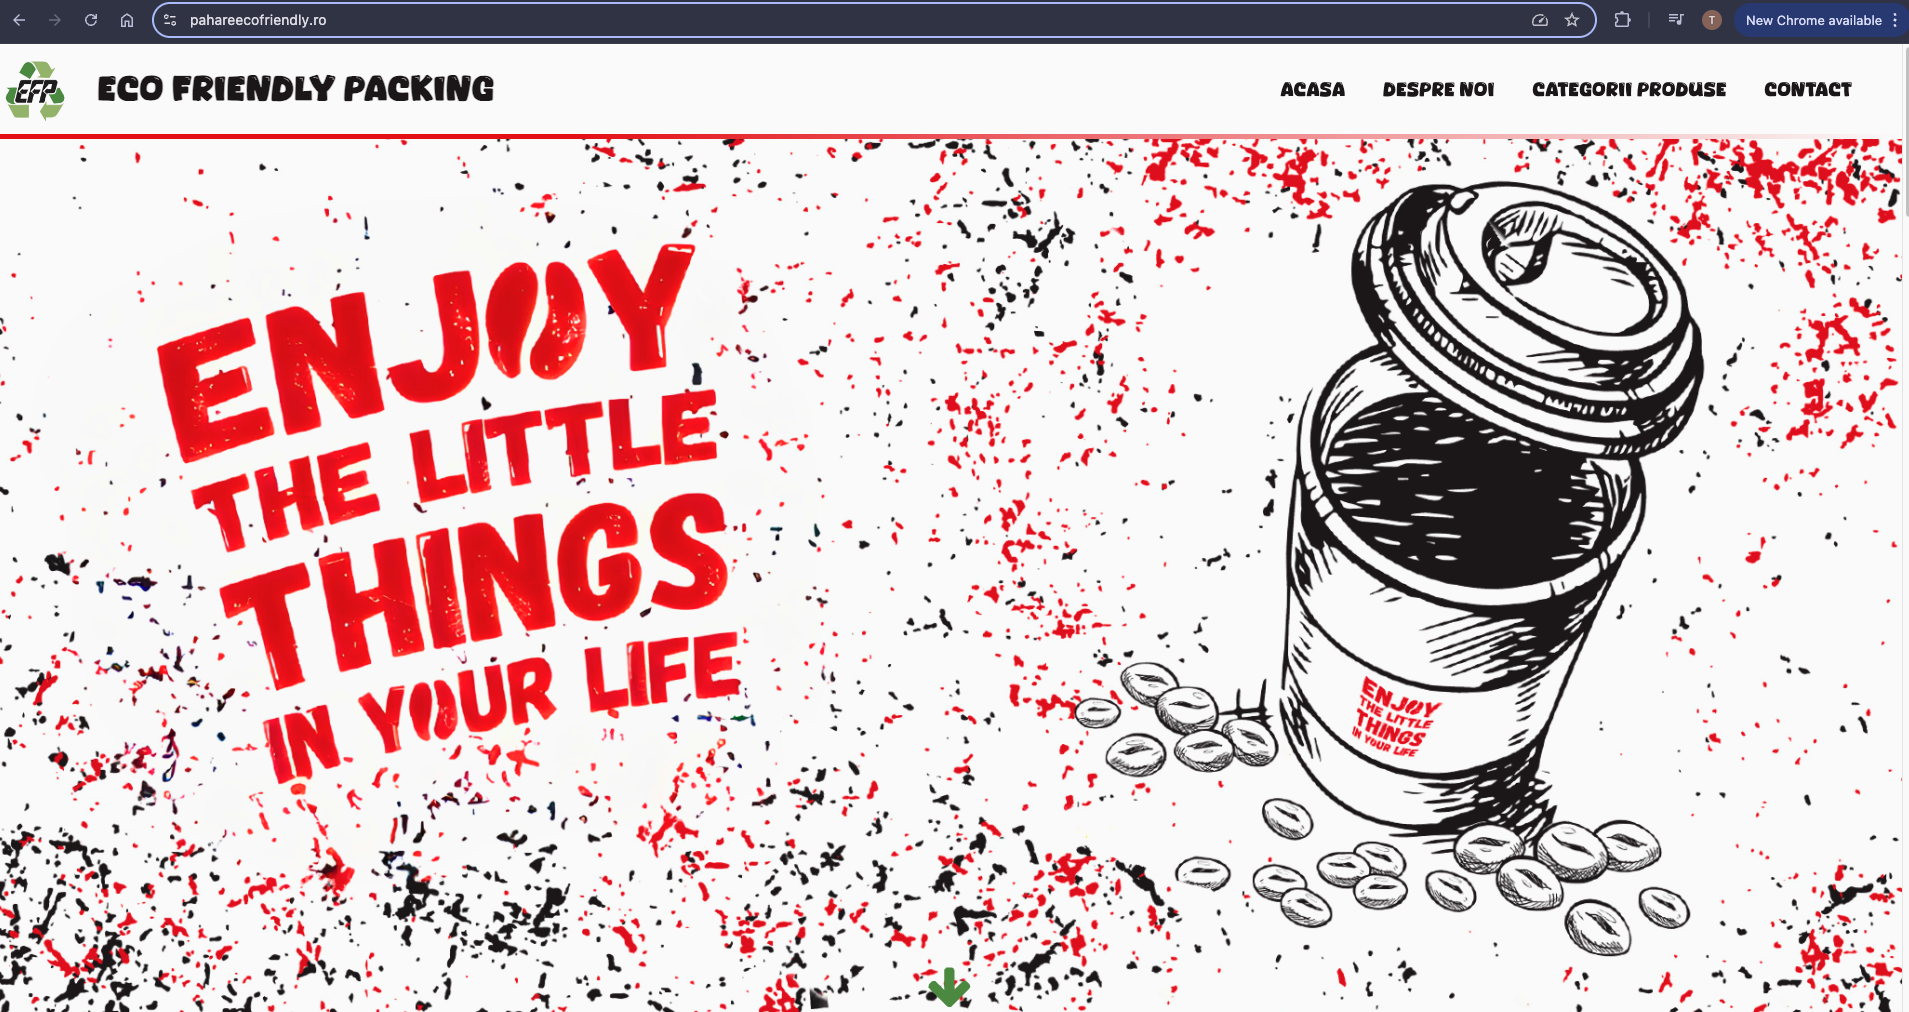 pahareecofriendly.ro
T
New Chrome available
EFP
ECO FRIENDLY PACKING
ACASA
DESPRE NOI
CATEGORII PRODUSE
CONTACT
ENJOY
THE LITTLE
THINGS
IN YOUR LIFE
ENJOY
THE LITTLE
THINGS
IN YOUR LIFE